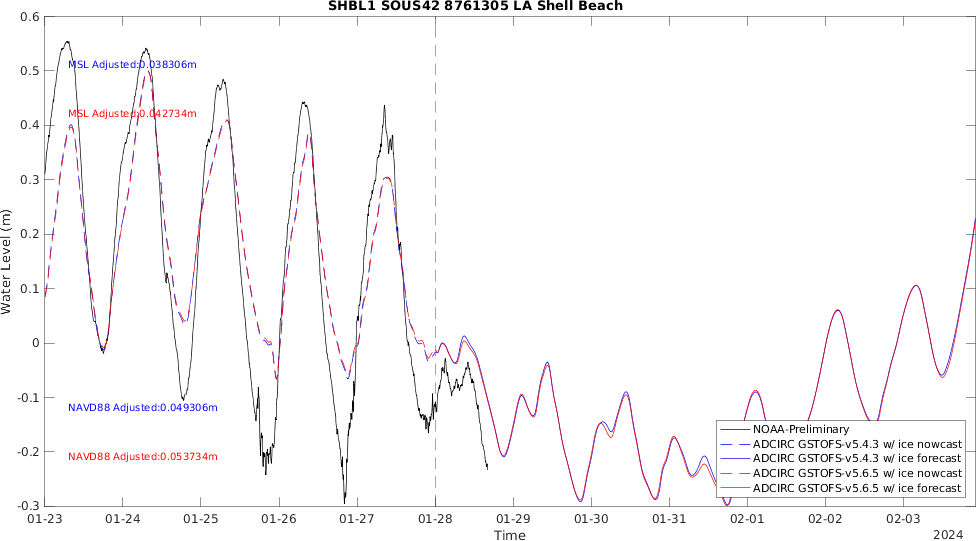 SHBL1 SOUS42 8761305 LA Shell Beach
0.6
0.5
0.4
0.3
0.2
0.1
0
-0.1
-0.2
-0.3
Water Level (m)
MSL Adjusted:0.038306m
MSL Adjusted:0.042734m
NAVD88 Adjusted:0.049306m
NAVD88 Adjusted:0.053734m
NOAA-Preliminary
ADCIRC GSTOFS-v5.4.3 w/ ice nowcast
ADCIRC GSTOFS-v5.4.3 w/ ice forecast
ADCIRC GSTOFS-v5.6.5 w/ ice nowcast
ADCIRC GSTOFS-v5.6.5 w/ ice forecast
01-23 01-24 01-25 01-26 01-27 01-28 01-29 01-30 01-31 02-01 02-02 02-03
Time
2024